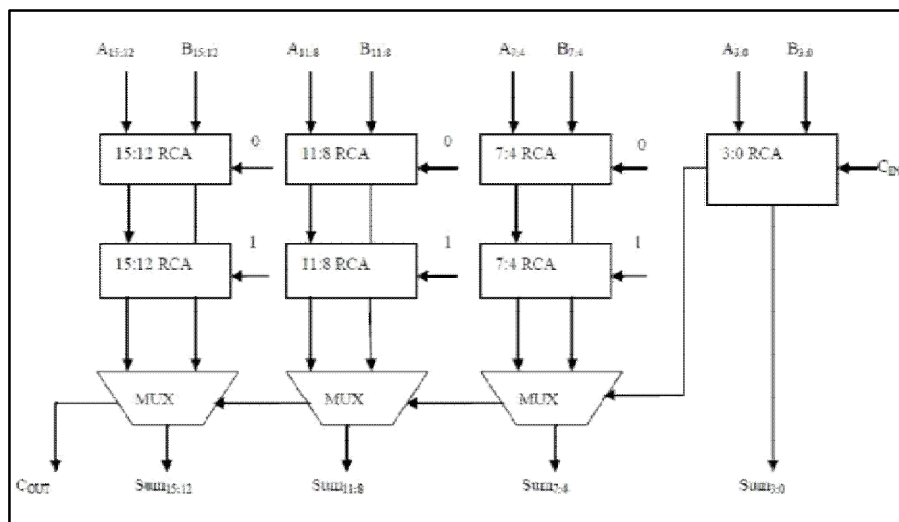 A15:12 B15:12 A11:8 B11:8 A7:4 B7:4 A3:0 B3:0
0 0 0
15:12 RCA 11:8 RCA 7:4 RCA 3:0 RCA
CIN
1 1 1
15:12 RCA 11:8 RCA 7:4 RCA
MUX MUX MUX
COUT Sum15:12 Sum11:8 Sum7:4 Sum3:0